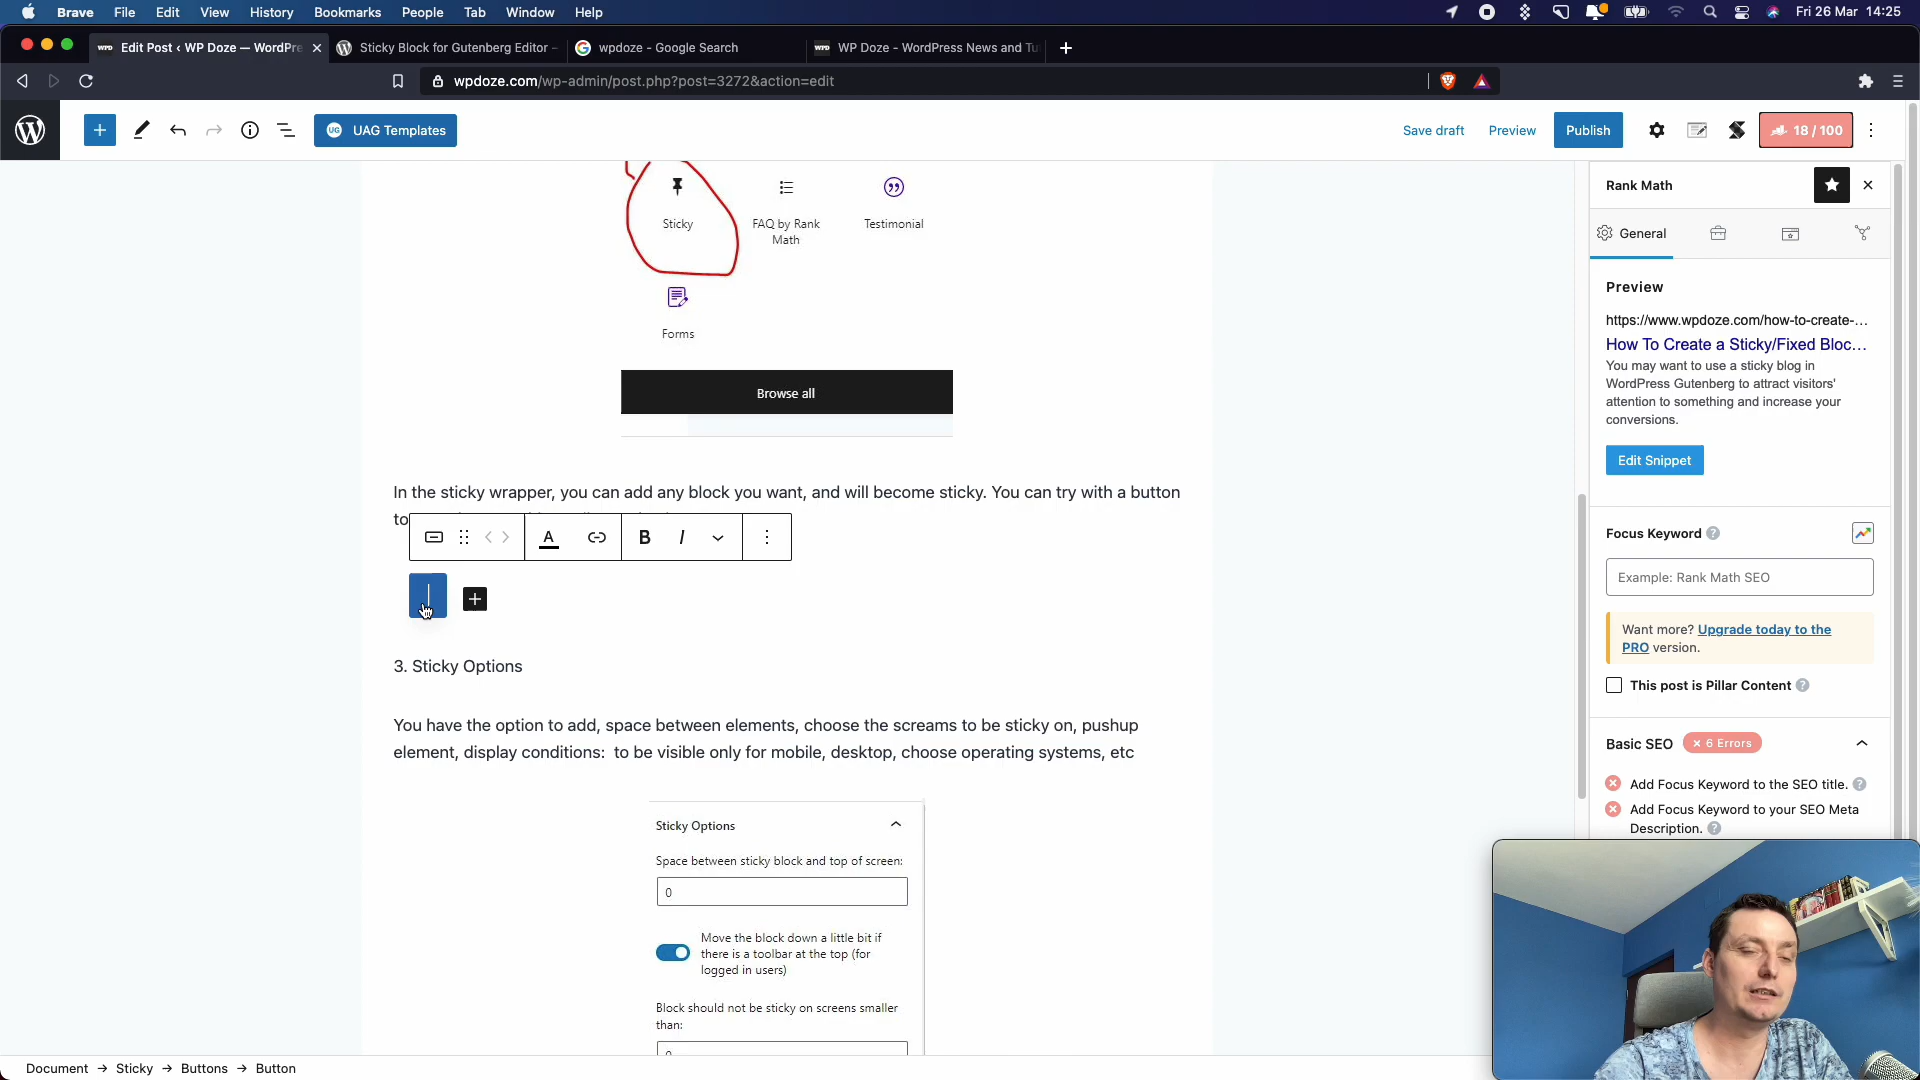 Brave File Edit View History Bookmarks People Tab Window Help Fri 26 Mar 14:25
WPD Edit Post ‹ WP Doze — WordPre Sticky Block for Gutenberg Editor - wpdoze - Google Search WPD WP Doze - WordPress News and Tu
wpdoze.com/wp-admin/post.php?post=3272&action=edit
UG UAG Templates Save draft Preview Publish 18 / 100
Sticky
FAQ by Rank
Math
Testimonial
Forms
Browse all
In the sticky wrapper, you can add any block you want, and will become sticky. You can try with a button
to
A B I
3. Sticky Options
You have the option to add, space between elements, choose the screams to be sticky on, pushup
element, display conditions: to be visible only for mobile, desktop, choose operating systems, etc
Sticky Options
Space between sticky block and top of screen:
0
Move the block down a little bit if
there is a toolbar at the top (for
logged in users)
Block should not be sticky on screens smaller
than:
Document → Sticky → Buttons → Button
Rank Math
General
Preview
https://www.wpdoze.com/how-to-create-...
How To Create a Sticky/Fixed Bloc...
You may want to use a sticky blog in
WordPress Gutenberg to attract visitors'
attention to something and increase your
conversions.
Edit Snippet
Focus Keyword ?
Example: Rank Math SEO
Want more? Upgrade today to the
PRO version.
This post is Pillar Content ?
Basic SEO × 6 Errors
Add Focus Keyword to the SEO title. ?
Add Focus Keyword to your SEO Meta
Description. ?